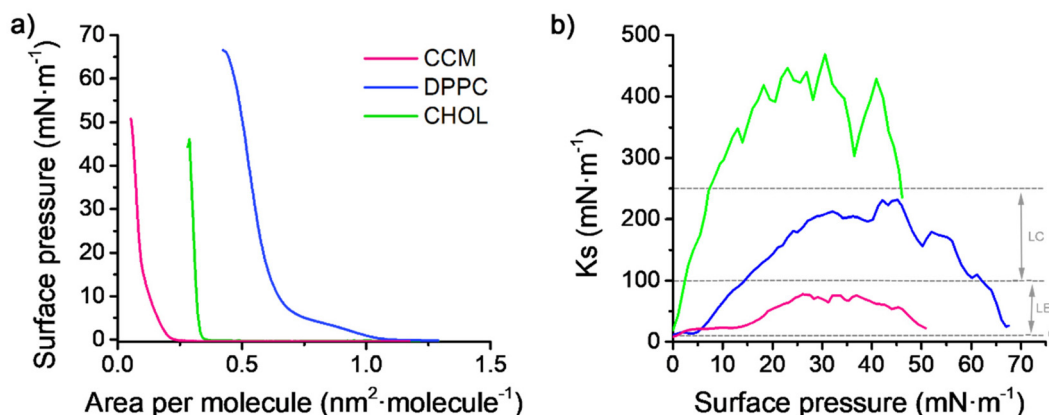 a)
Surface pressure (mN·m⁻¹)
70
60
50
40
30
20
10
0
0.0
0.5
1.0
1.5
Area per molecule (nm²·molecule⁻¹)
CCM
DPPC
CHOL
b)
Ks (mN·m⁻¹)
500
400
300
200
100
0
0
10
20
30
40
50
60
70
Surface pressure (mN·m⁻¹)
LC